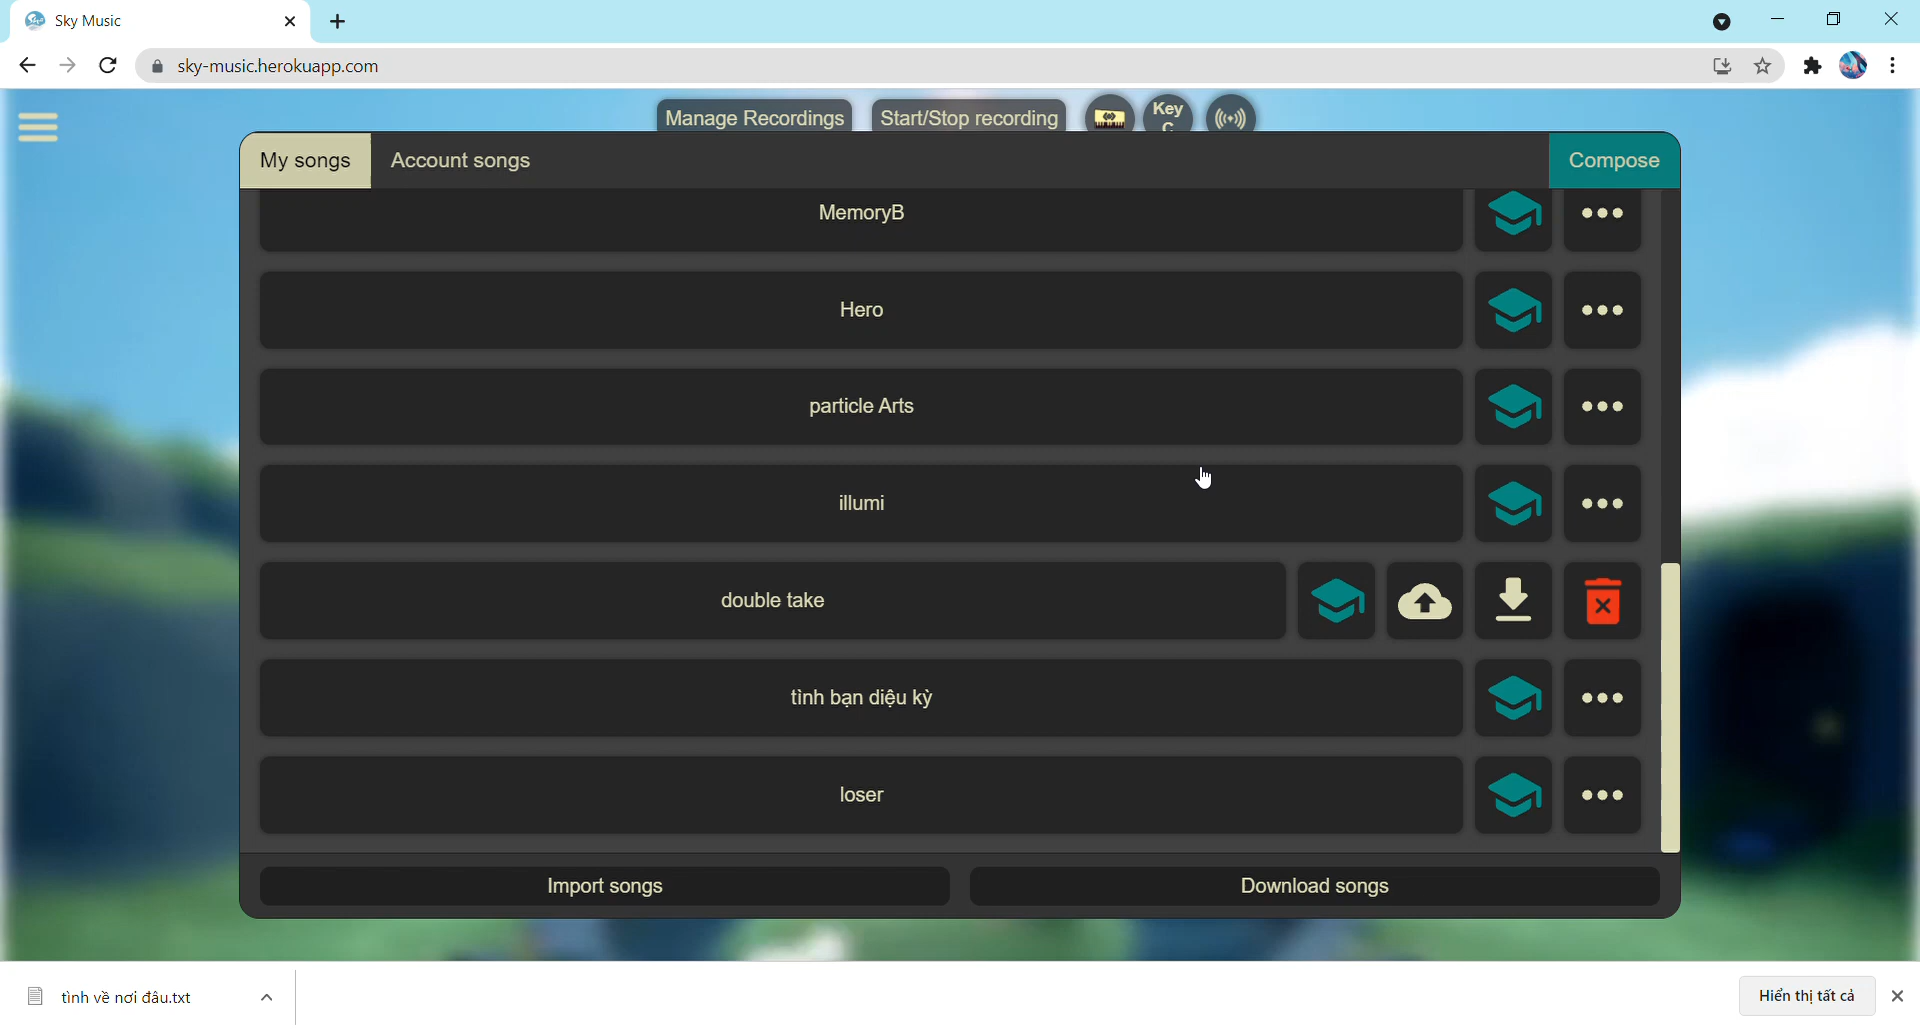 Sky Music
sky-music.herokuapp.com
Manage Recordings
Start/Stop recording
Key
C
My songs
Account songs
Compose
MemoryB
Hero
particle Arts
illumi
double take
tình bạn diệu kỳ
loser
Import songs
Download songs
tình về nơi đâu.txt
Hiển thị tất cả